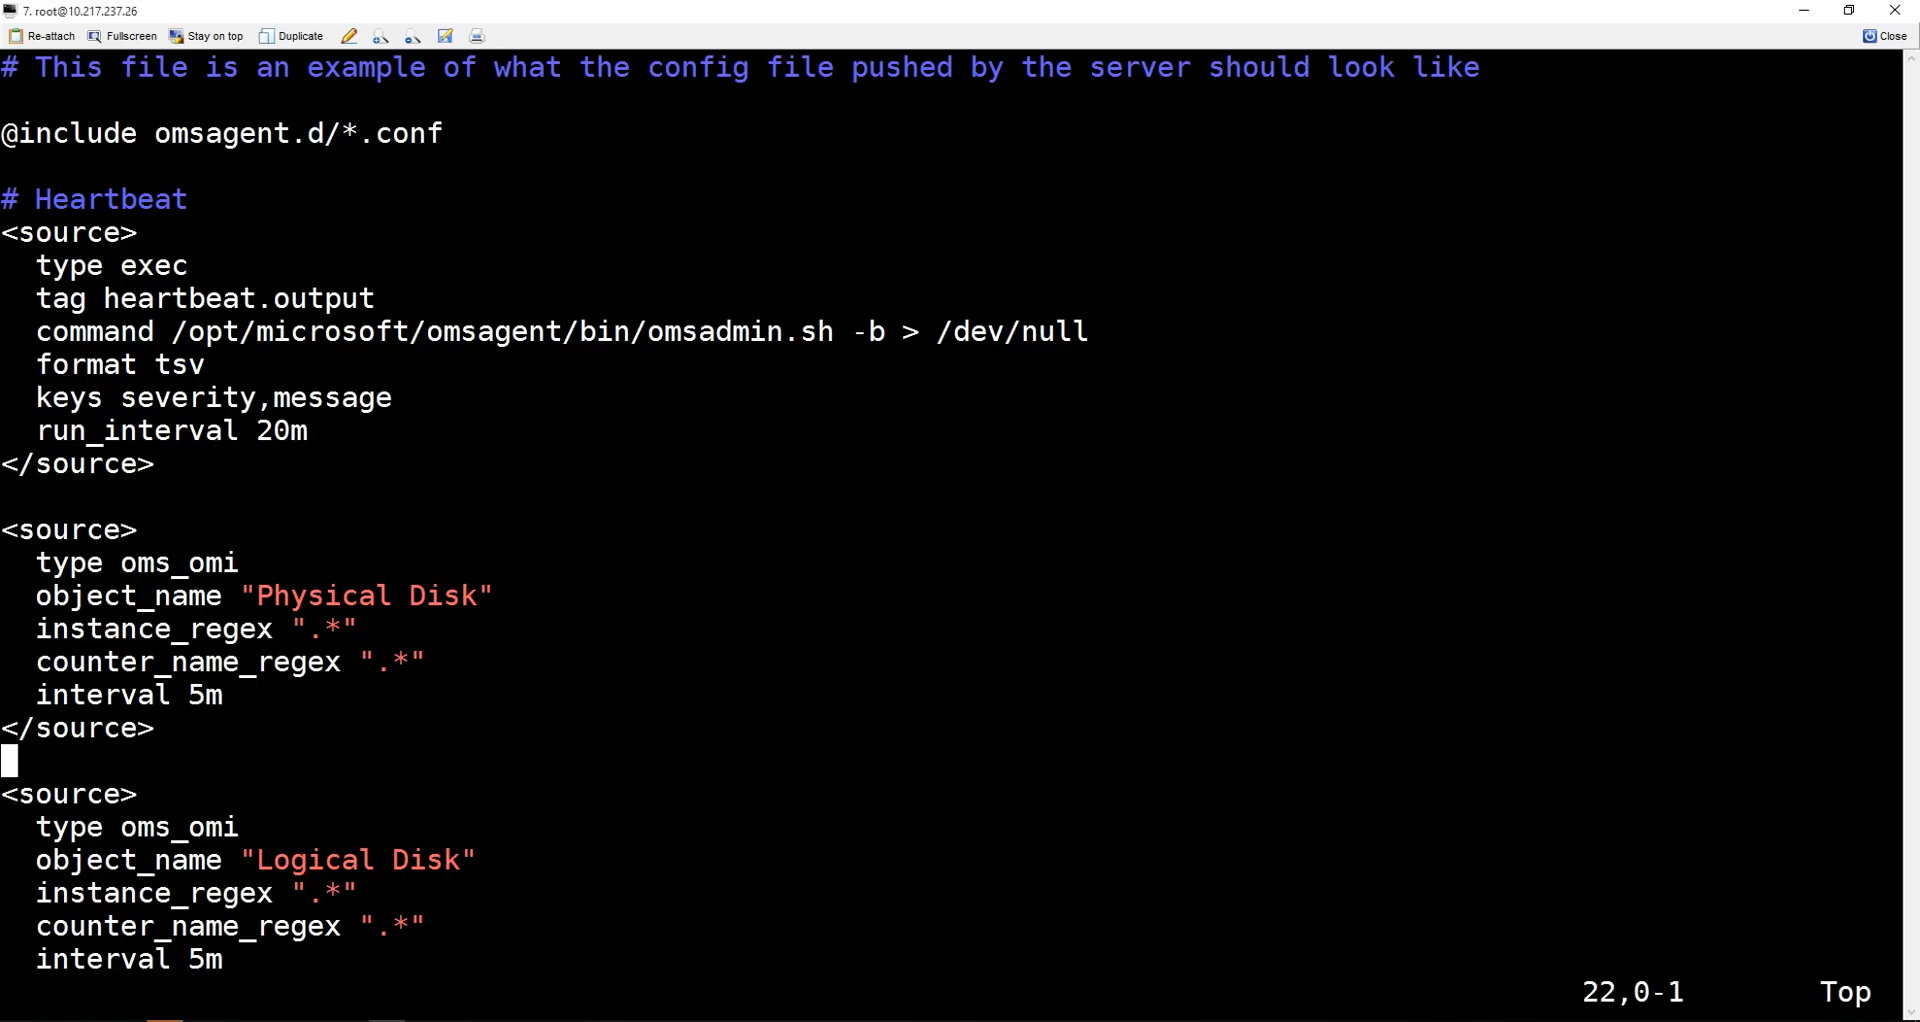 7. root@10.217.237.26
Re-attach Fullscreen Stay on top Duplicate Close
# This file is an example of what the config file pushed by the server should look like
@include omsagent.d/*.conf
# Heartbeat
<source>
  type exec
  tag heartbeat.output
  command /opt/microsoft/omsagent/bin/omsadmin.sh -b > /dev/null
  format tsv
  keys severity,message
  run_interval 20m
</source>
<source>
  type oms_omi
  object_name "Physical Disk"
  instance_regex ".*"
  counter_name_regex ".*"
  interval 5m
</source>
<source>
  type oms_omi
  object_name "Logical Disk"
  instance_regex ".*"
  counter_name_regex ".*"
  interval 5m
22,0-1 Top